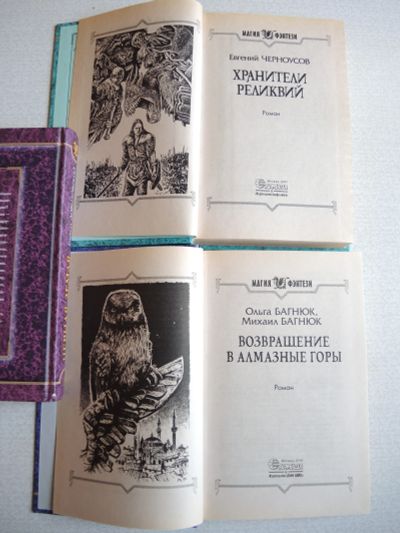 МАГИЯ ФЭНТЕЗИ
Евгений ЧЕРНОУСОВ
ХРАНИТЕЛИ
РЕЛИКВИЙ
Роман
МАГИЯ ФЭНТЕЗИ
Ольга БАГНЮК,
Михаил БАГНЮК
ВОЗВРАЩЕНИЕ
В АЛМАЗНЫЕ ГОРЫ
Роман